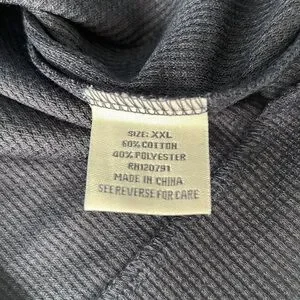 SIZE: XXL
60% COTTON
40% POLYESTER
RN120791
MADE IN CHINA
SEE REVERSE FOR CARE